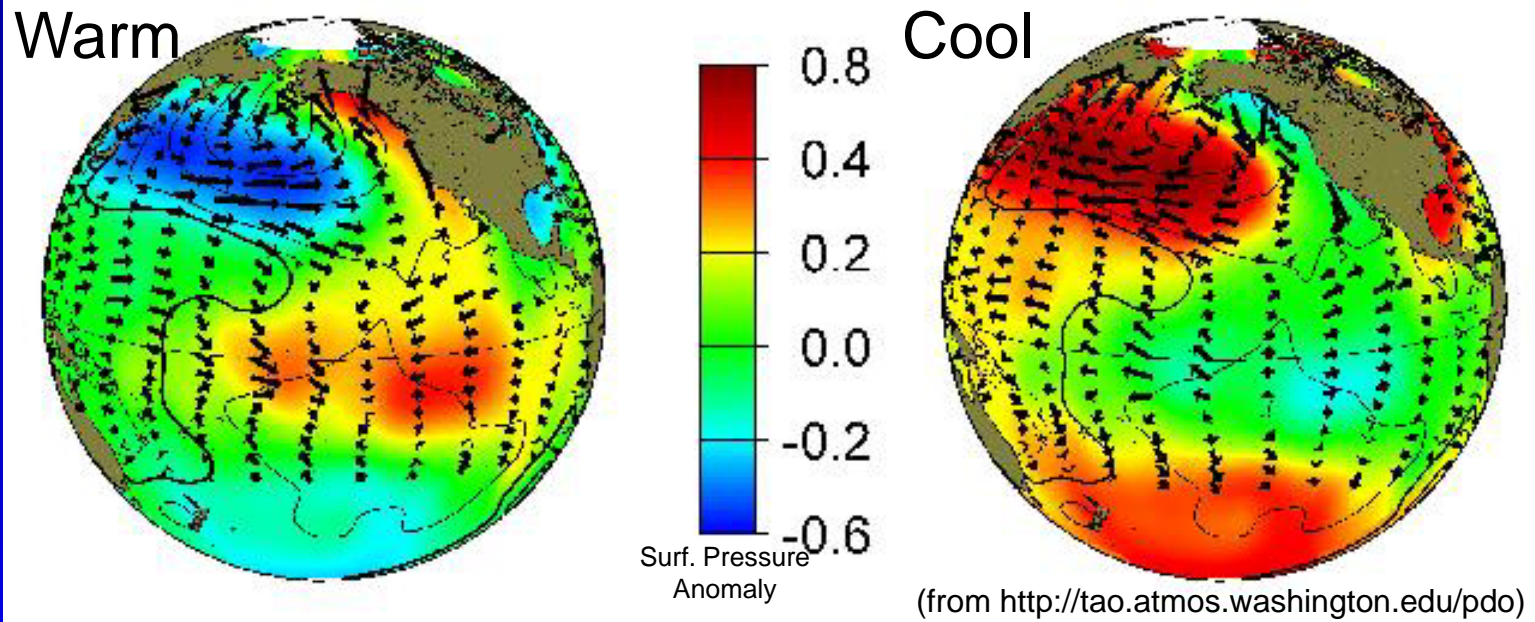 Warm
Cool
0.8
0.4
0.2
0.0
-0.2
-0.6
Surf. Pressure
Anomaly
(from http://tao.atmos.washington.edu/pdo)